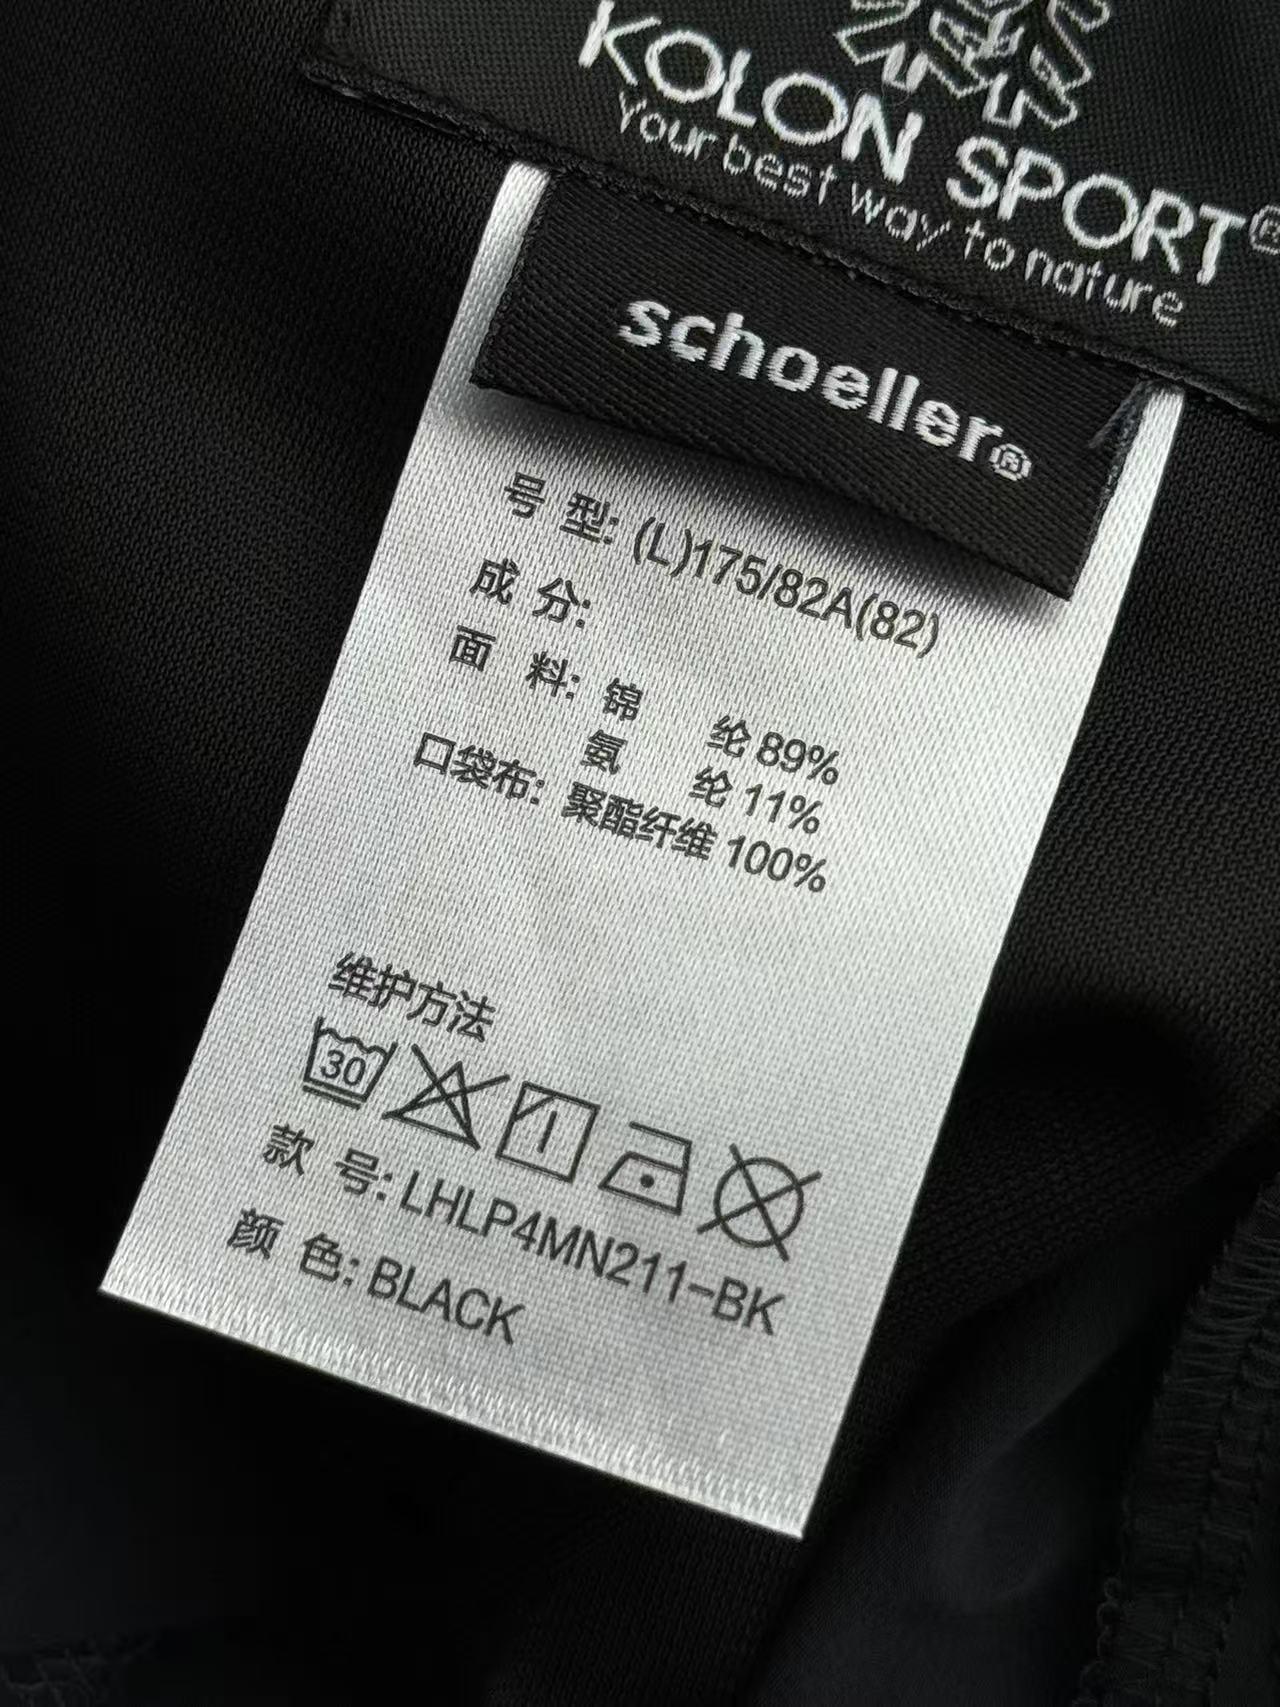 KOLON SPORT®
Your best way to nature
schoeller®
号 型: (L)175/82A(82)
成 分:
面 料: 锦 纶 89%
氨 纶 11%
口袋布: 聚酯纤维 100%
维护方法
30
款 号: LHLP4MN211-BK
颜 色: BLACK